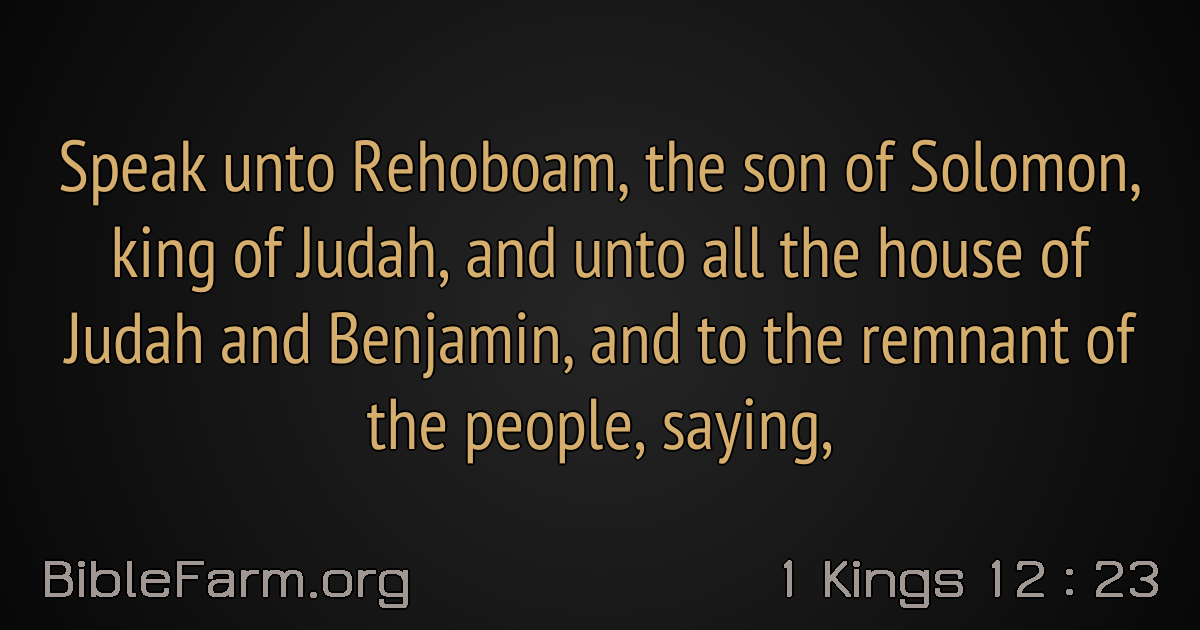 Speak unto Rehoboam, the son of Solomon,
king of Judah, and unto all the house of
Judah and Benjamin, and to the remnant of
the people, saying,
BibleFarm.org
1 Kings 12 : 23